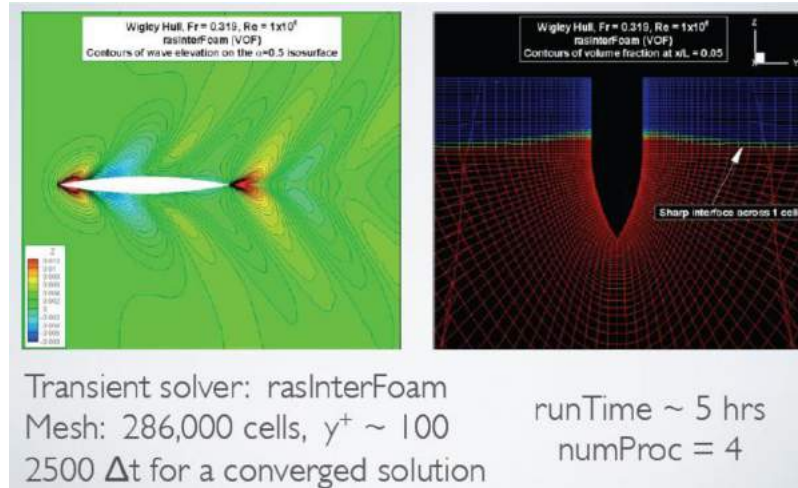 Wigley Hull, Fr = 0.319, Re = 1x10⁶
rasInterFoam (VOF)
Contours of wave elevation on the α=0.5 isosurface
Z
Wigley Hull, Fr = 0.319, Re = 1x10⁶
rasInterFoam (VOF)
Contours of volume fraction at x/L = 0.05
Z
Y
Sharp interface across 1 cell
Transient solver: rasInterFoam
Mesh: 286,000 cells, y⁺ ~ 100
2500 Δt for a converged solution
runTime ~ 5 hrs
numProc = 4